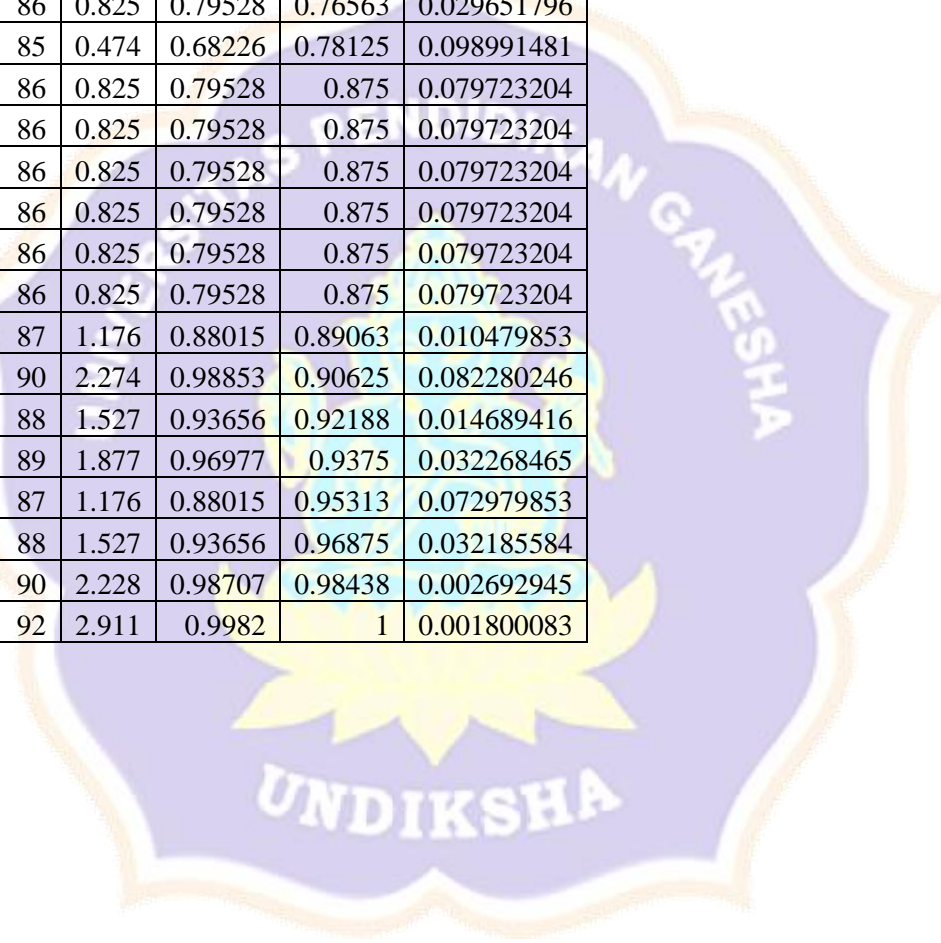 86 0.825 0.79528 0.76563 0.029651796
85 0.474 0.68226 0.78125 0.098991481
86 0.825 0.79528 0.875 0.079723204
86 0.825 0.79528 0.875 0.079723204
86 0.825 0.79528 0.875 0.079723204
86 0.825 0.79528 0.875 0.079723204
86 0.825 0.79528 0.875 0.079723204
86 0.825 0.79528 0.875 0.079723204
87 1.176 0.88015 0.89063 0.010479853
90 2.274 0.98853 0.90625 0.082280246
88 1.527 0.93656 0.92188 0.014689416
89 1.877 0.96977 0.9375 0.032268465
87 1.176 0.88015 0.95313 0.072979853
88 1.527 0.93656 0.96875 0.032185584
90 2.228 0.98707 0.98438 0.002692945
92 2.911 0.9982 1 0.001800083
UNIVERSITAS PENDIDIKAN GANESHA
UNDIKSHA